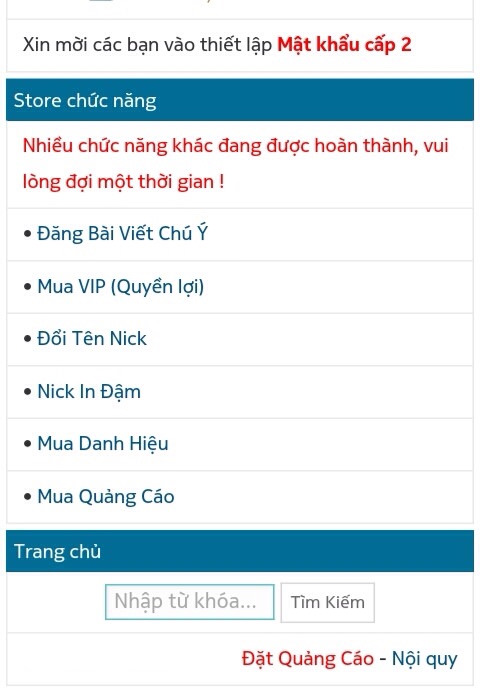 Xin mời các bạn vào thiết lập Mật khẩu cấp 2
Store chức năng
Nhiều chức năng khác đang được hoàn thành, vui
lòng đợi một thời gian !
• Đăng Bài Viết Chú Ý
• Mua VIP (Quyền lợi)
• Đổi Tên Nick
• Nick In Đậm
• Mua Danh Hiệu
• Mua Quảng Cáo
Trang chủ
Nhập từ khóa... Tìm Kiếm
Đặt Quảng Cáo - Nội quy